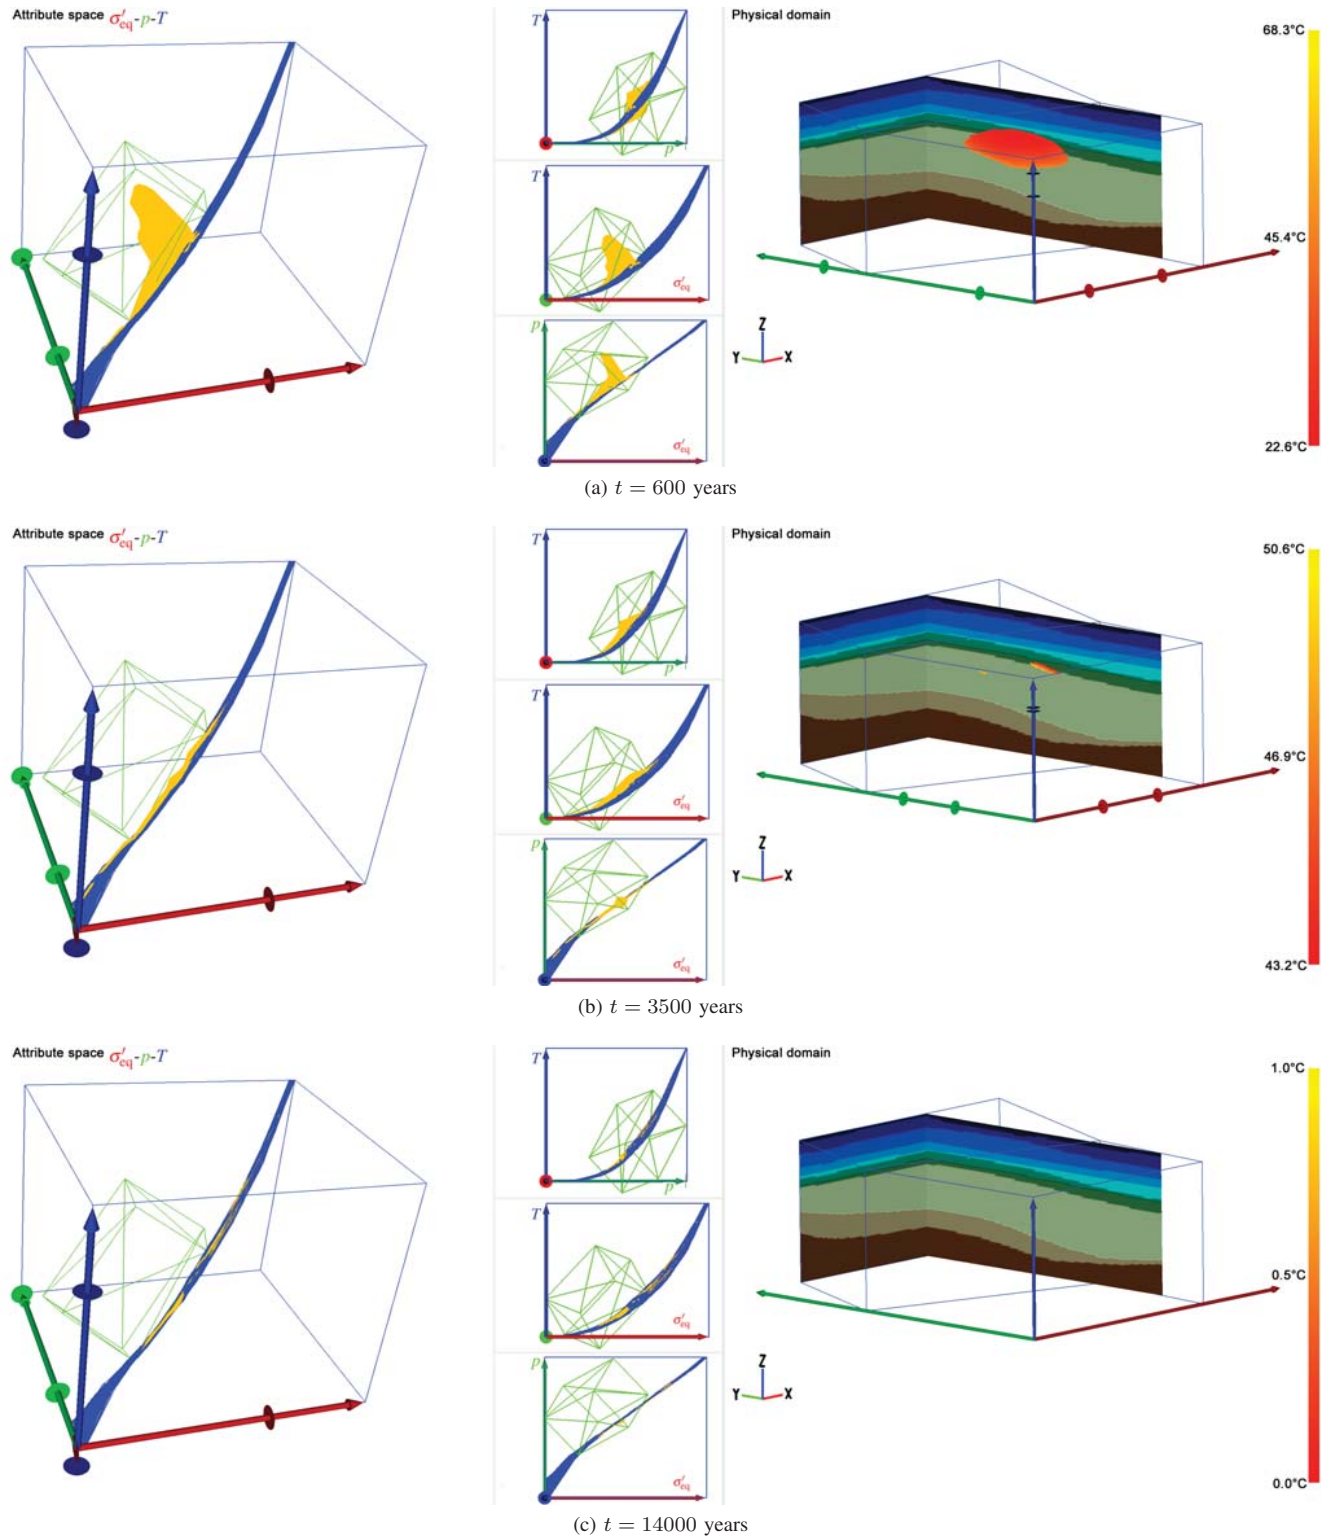 Attribute space σ′eq-p-T
T
p
T
σ′eq
p
σ′eq
Physical domain
Z
Y X
68.3°C
45.4°C
22.6°C
(a) t = 600 years
Attribute space σ′eq-p-T
T
p
T
σ′eq
p
σ′eq
Physical domain
Z
Y X
50.6°C
46.9°C
43.2°C
(b) t = 3500 years
Attribute space σ′eq-p-T
T
p
T
σ′eq
p
σ′eq
Physical domain
Z
Y X
1.0°C
0.5°C
0.0°C
(c) t = 14000 years